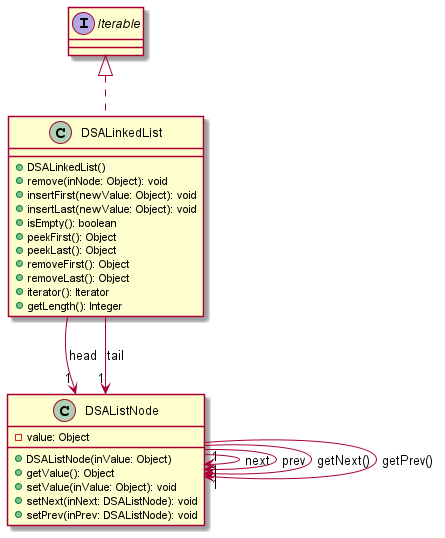 I Iterable
C DSALinkedList
DSALinkedList()
remove(inNode: Object): void
insertFirst(newValue: Object): void
insertLast(newValue: Object): void
isEmpty(): boolean
peekFirst(): Object
peekLast(): Object
removeFirst(): Object
removeLast(): Object
iterator(): Iterator
getLength(): Integer
head tail
1 1
C DSAListNode
value: Object
DSAListNode(inValue: Object)
getValue(): Object
setValue(inValue: Object): void
setNext(inNext: DSAListNode): void
setPrev(inPrev: DSAListNode): void
1 next prev getNext() getPrev()
1